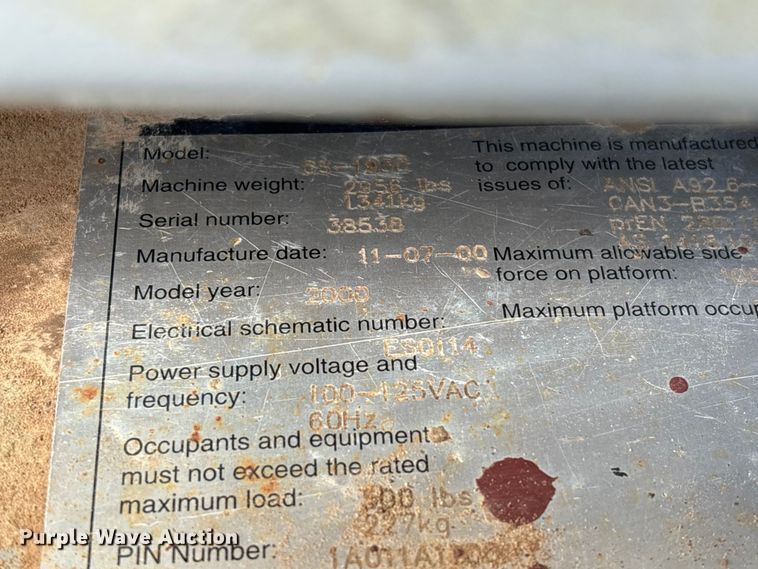 Model:
Machine weight: 2956 lbs
1341kg
Serial number: 38538
Manufacture date: 11-07-00
Model year: 2000
Electrical schematic number:
ES0114
Power supply voltage and
frequency: 100-125VAC
60Hz
Occupants and equipment
must not exceed the rated
maximum load: 500 lbs
227kg
PIN Number:
This machine is manufactured
to comply with the latest
issues of: ANSI A92.6-
CAN3-B354
prEN
Maximum allowable side
force on platform:
Maximum platform occup
Purple Wave Auction